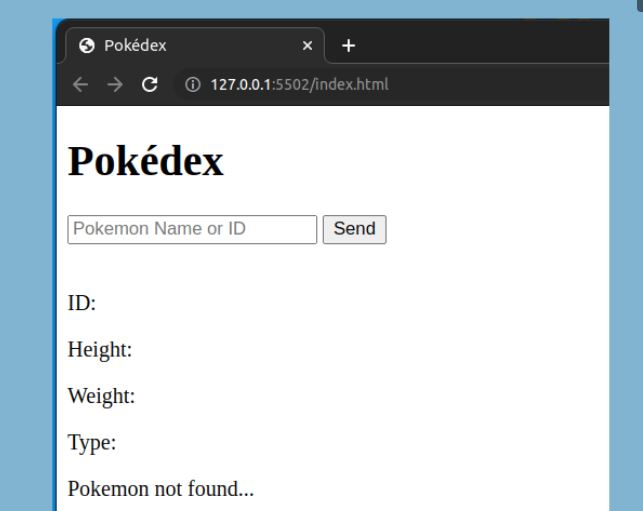 Pokédex
127.0.0.1:5502/index.html
Pokédex
Pokemon Name or ID Send
ID:
Height:
Weight:
Type:
Pokemon not found...